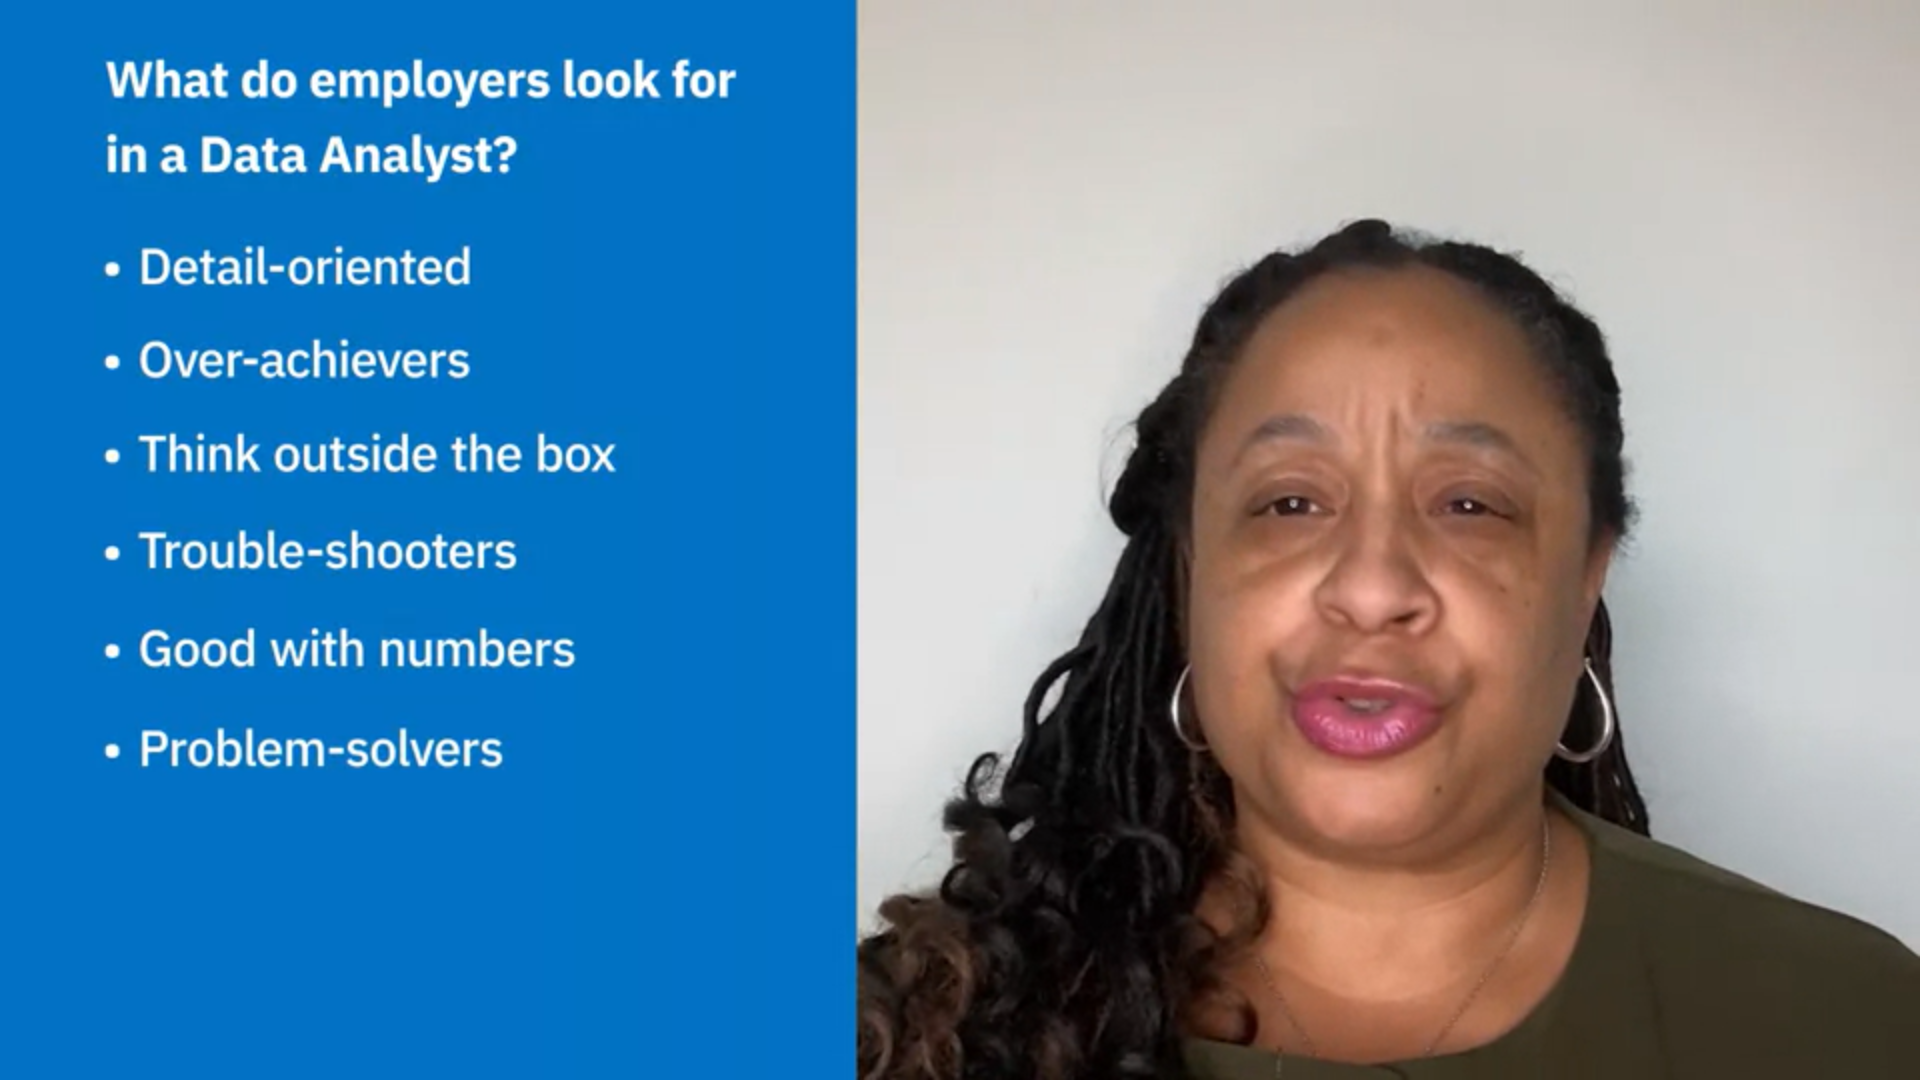 What do employers look for
in a Data Analyst?
• Detail-oriented
• Over-achievers
• Think outside the box
• Trouble-shooters
• Good with numbers
• Problem-solvers